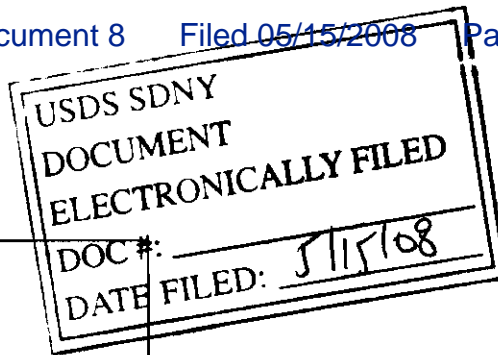 cument 8 Filed 05/15/2008 Pa
USDS SDNY
DOCUMENT
ELECTRONICALLY FILED
DOC #:
DATE FILED: 5/15/08